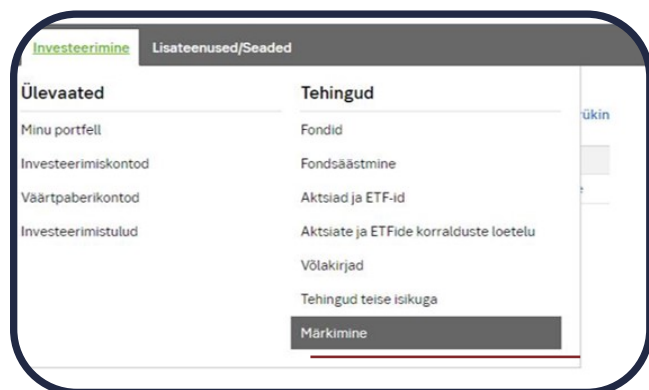 Investeerimine Lisateenused/Seaded
Ülevaated
Minu portfell
Investeerimiskontod
Väärtpaberikontod
Investeerimistulud
Tehingud
Fondid
Fondsäästmine
Aktsiad ja ETF-id
Aktsiate ja ETFide korralduste loetelu
Võlakirjad
Tehingud teise isikuga
Märkimine